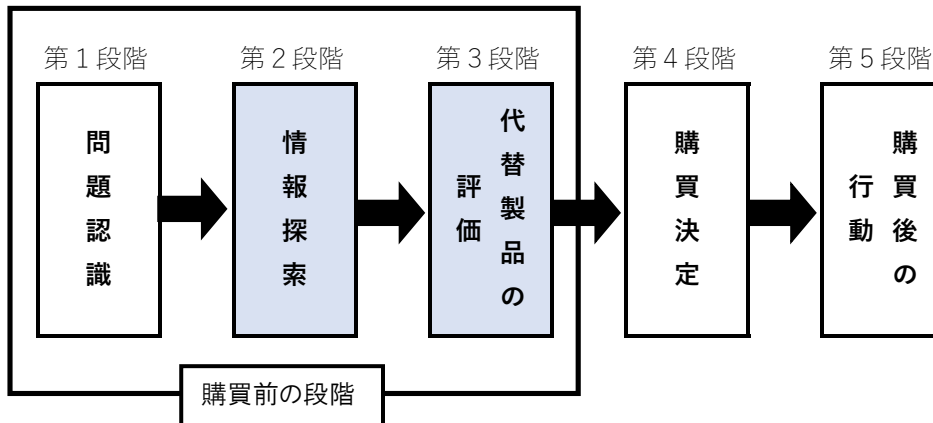 第1段階
第2段階
第3段階
第4段階
第5段階
問題認識
情報探索
代替製品の
評価
購買決定
購買後の
行動
購買前の段階